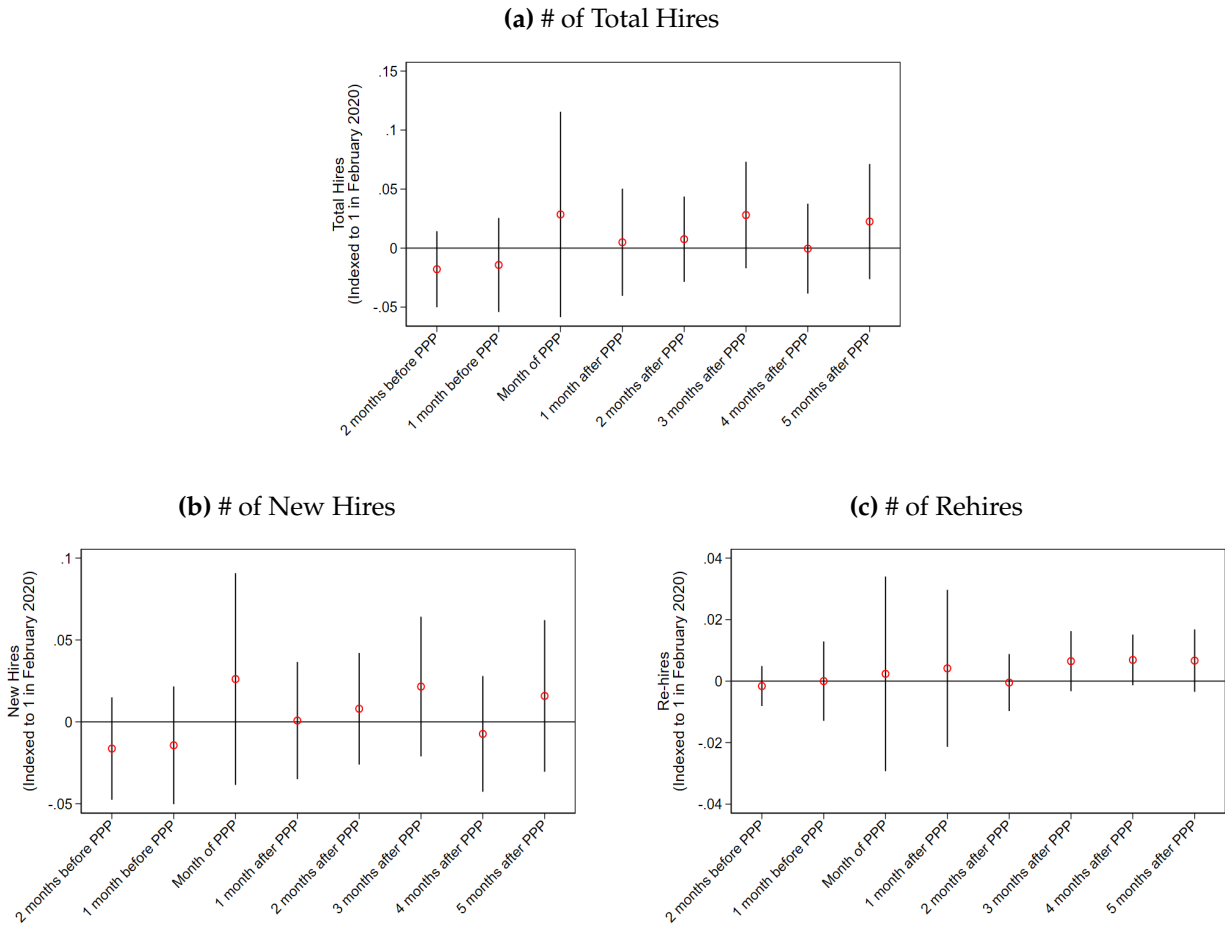 (a) # of Total Hires
Total Hires
(Indexed to 1 in February 2020)
.15
.1
.05
0
-.05
2 months before PPP
1 month before PPP
Month of PPP
1 month after PPP
2 months after PPP
3 months after PPP
4 months after PPP
5 months after PPP
(b) # of New Hires
New Hires
(Indexed to 1 in February 2020)
.1
.05
0
-.05
2 months before PPP
1 month before PPP
Month of PPP
1 month after PPP
2 months after PPP
3 months after PPP
4 months after PPP
5 months after PPP
(c) # of Rehires
Re-hires
(Indexed to 1 in February 2020)
.04
.02
0
-.02
-.04
2 months before PPP
1 month before PPP
Month of PPP
1 month after PPP
2 months after PPP
3 months after PPP
4 months after PPP
5 months after PPP